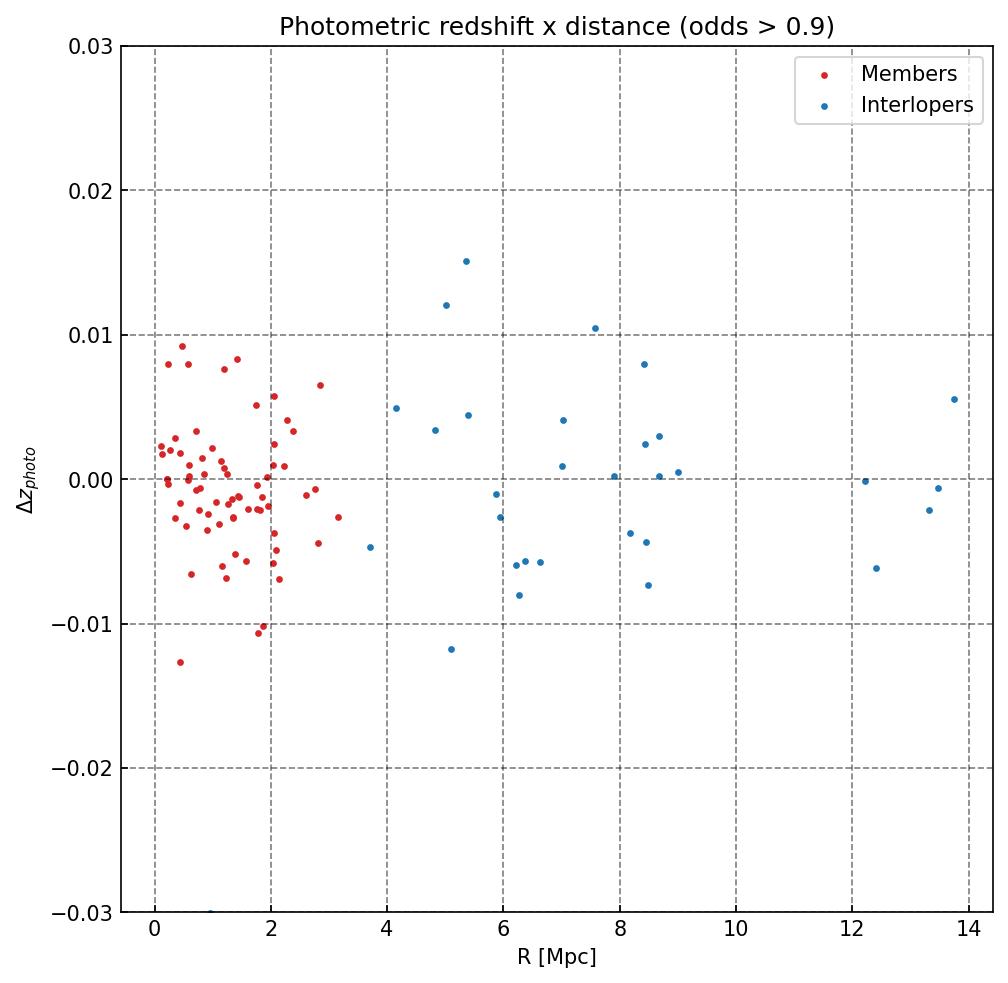 Photometric redshift x distance (odds > 0.9)
Members
Interlopers
0.03
0.02
0.01
0.00
−0.01
−0.02
−0.03
Δz_photo
0 2 4 6 8 10 12 14
R [Mpc]